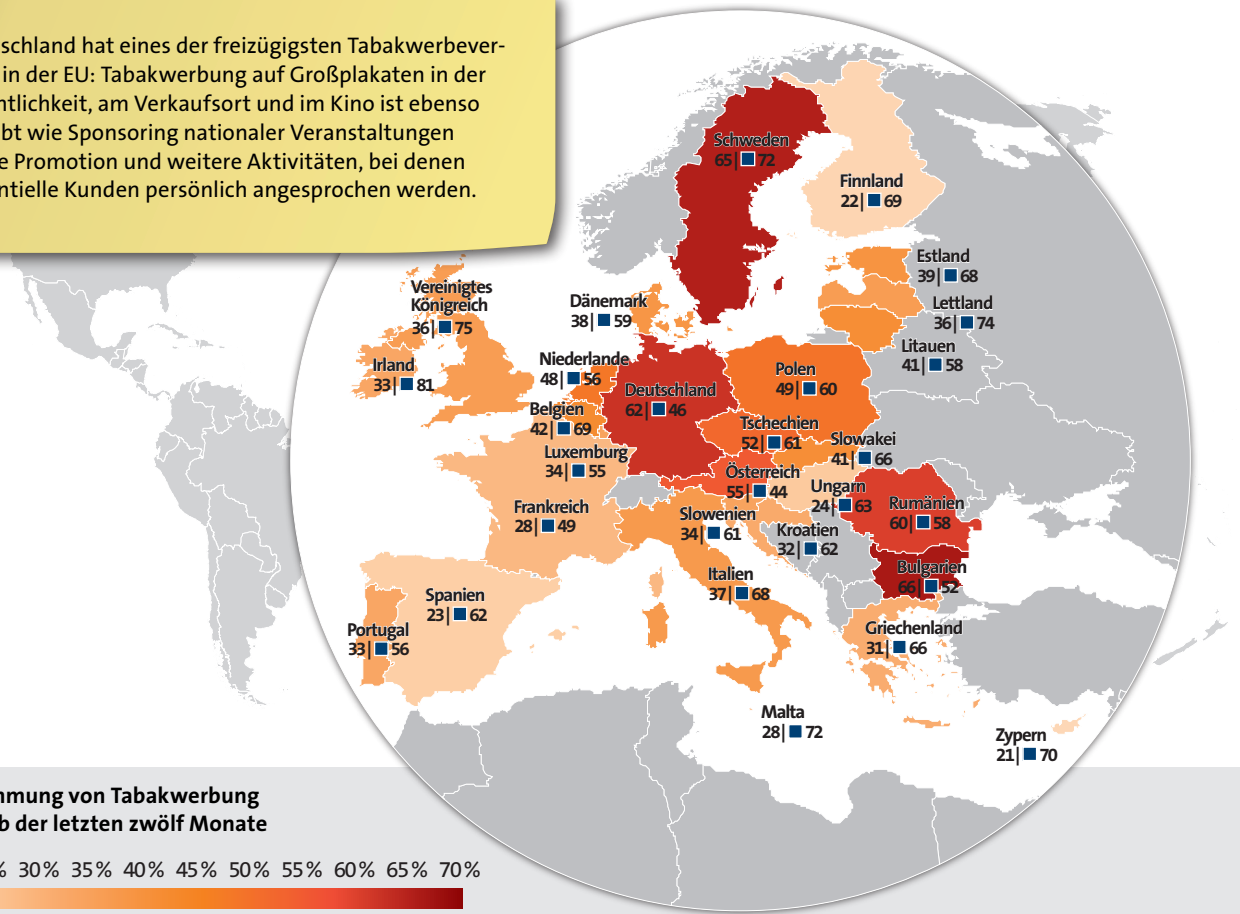 schland hat eines der freizügigsten Tabakwerbever-
in der EU: Tabakwerbung auf Großplakaten in der
ntlichkeit, am Verkaufsort und im Kino ist ebenso
bt wie Sponsoring nationaler Veranstaltungen
e Promotion und weitere Aktivitäten, bei denen
ntielle Kunden persönlich angesprochen werden.
Schweden
65| 72
Finnland
22| 69
Estland
39| 68
Lettland
36| 74
Litauen
41| 58
Vereinigtes
Königreich
36| 75
Irland
33| 81
Dänemark
38| 59
Niederlande
48| 56
Deutschland
62| 46
Polen
49| 60
Belgien
42| 69
Tschechien
52| 61
Slowakei
41| 66
Luxemburg
34| 55
Österreich
55| 44
Ungarn
24| 63
Rumänien
60| 58
Frankreich
28| 49
Slowenien
34| 61
Kroatien
32| 62
Italien
37| 68
Bulgarien
66| 52
Spanien
23| 62
Portugal
33| 56
Griechenland
31| 66
Malta
28| 72
Zypern
21| 70
hmung von Tabakwerbung
b der letzten zwölf Monate
% 30% 35% 40% 45% 50% 55% 60% 65% 70%